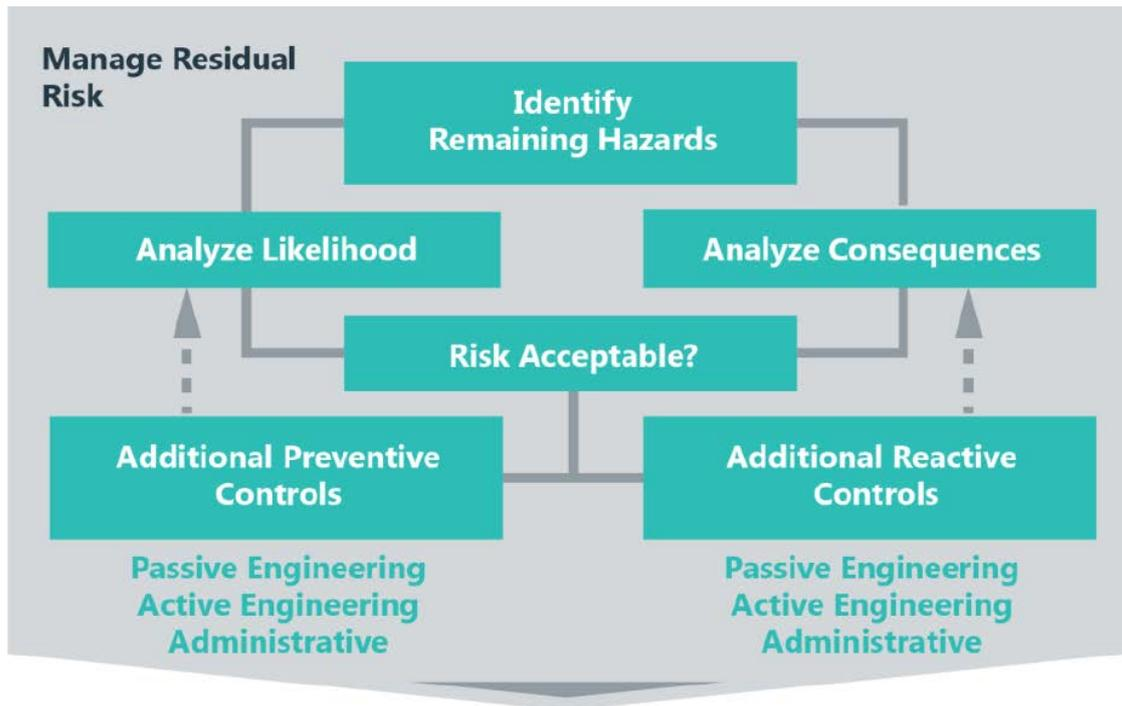 Manage Residual
Risk
Identify
Remaining Hazards
Analyze Likelihood
Analyze Consequences
Risk Acceptable?
Additional Preventive
Controls
Additional Reactive
Controls
Passive Engineering
Active Engineering
Administrative
Passive Engineering
Active Engineering
Administrative